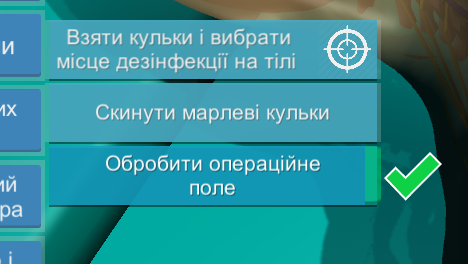 Взяти кульки і вибрати
місце дезінфекції на тілі
Скинути марлеві кульки
Обробити операційне
поле